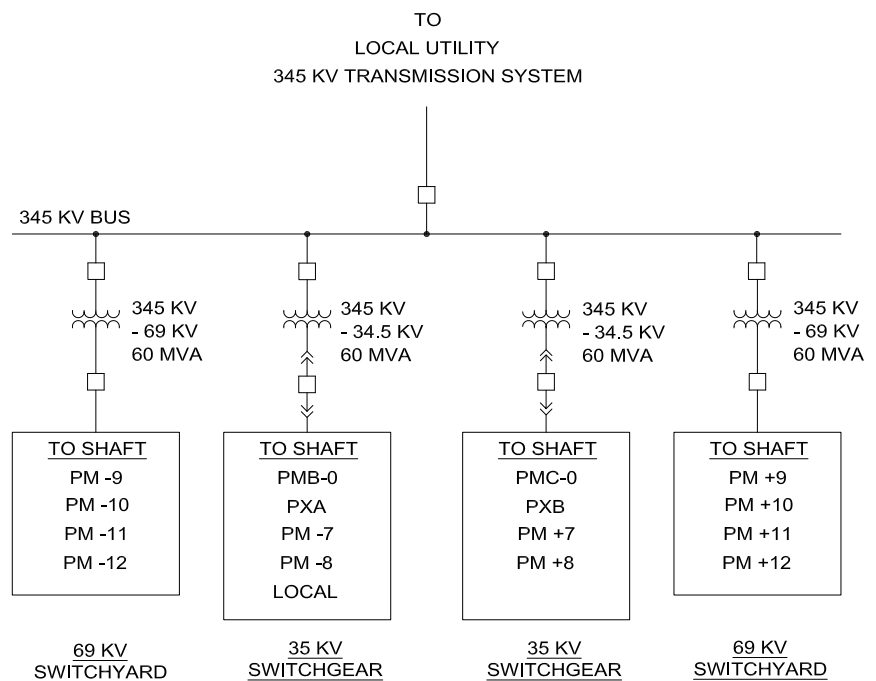 TO
LOCAL UTILITY
345 KV TRANSMISSION SYSTEM
345 KV BUS
345 KV
- 69 KV
60 MVA
345 KV
- 34.5 KV
60 MVA
345 KV
- 34.5 KV
60 MVA
345 KV
- 69 KV
60 MVA
TO SHAFT
PM -9
PM -10
PM -11
PM -12
TO SHAFT
PMB-0
PXA
PM -7
PM -8
LOCAL
TO SHAFT
PMC-0
PXB
PM +7
PM +8
TO SHAFT
PM +9
PM +10
PM +11
PM +12
69 KV
SWITCHYARD
35 KV
SWITCHGEAR
35 KV
SWITCHGEAR
69 KV
SWITCHYARD